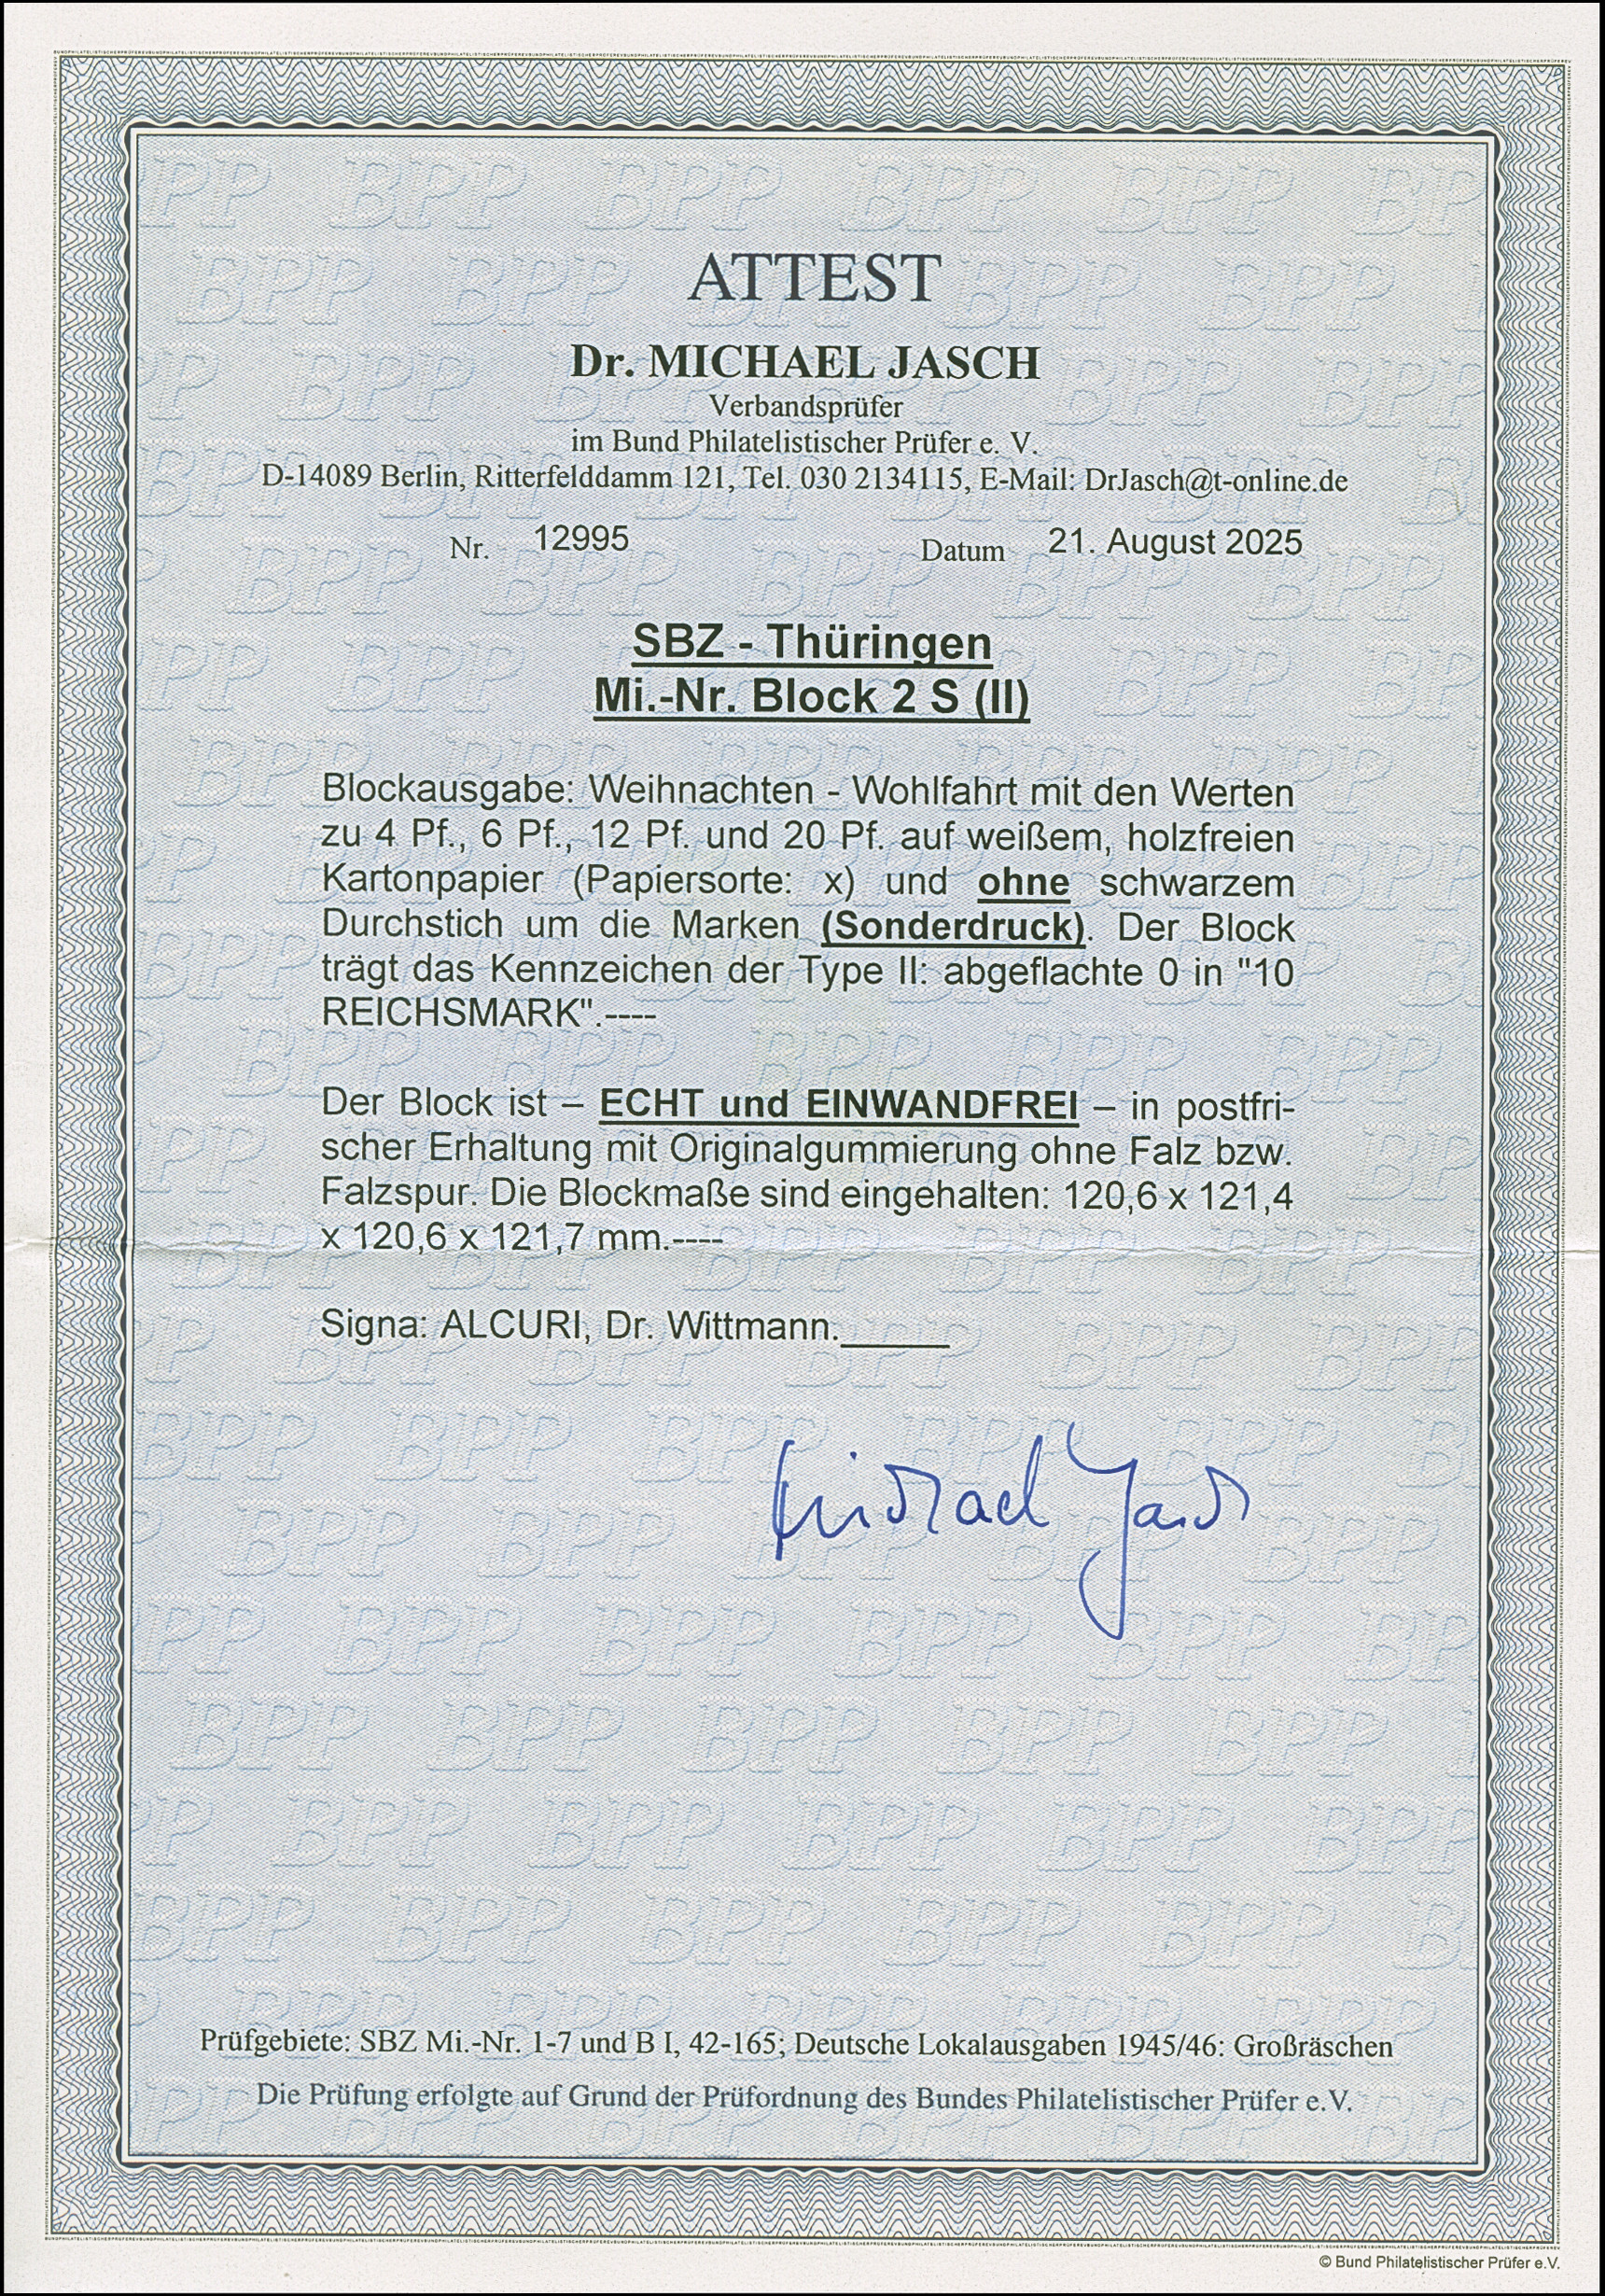 ATTEST
Dr. MICHAEL JASCH
Verbandsprüfer
im Bund Philatelistischer Prüfer e. V.
D-14089 Berlin, Ritterfelddamm 121, Tel. 030 2134115, E-Mail: DrJasch@t-online.de
Nr. 12995 Datum 21. August 2025
SBZ - Thüringen
Mi.-Nr. Block 2 S (II)
Blockausgabe: Weihnachten - Wohlfahrt mit den Werten
zu 4 Pf., 6 Pf., 12 Pf. und 20 Pf. auf weißem, holzfreien
Kartonpapier (Papiersorte: x) und ohne schwarzem
Durchstich um die Marken (Sonderdruck). Der Block
trägt das Kennzeichen der Type II: abgeflachte 0 in "10
REICHSMARK".----
Der Block ist – ECHT und EINWANDFREI – in postfri-
scher Erhaltung mit Originalgummierung ohne Falz bzw.
Falzspur. Die Blockmaße sind eingehalten: 120,6 x 121,4
x 120,6 x 121,7 mm.----
Signa: ALCURI, Dr. Wittmann.______
Michael Jasch
Prüfgebiete: SBZ Mi.-Nr. 1-7 und B I, 42-165; Deutsche Lokalausgaben 1945/46: Großräschen
Die Prüfung erfolgte auf Grund der Prüfordnung des Bundes Philatelistischer Prüfer e.V.
© Bund Philatelistischer Prüfer e.V.